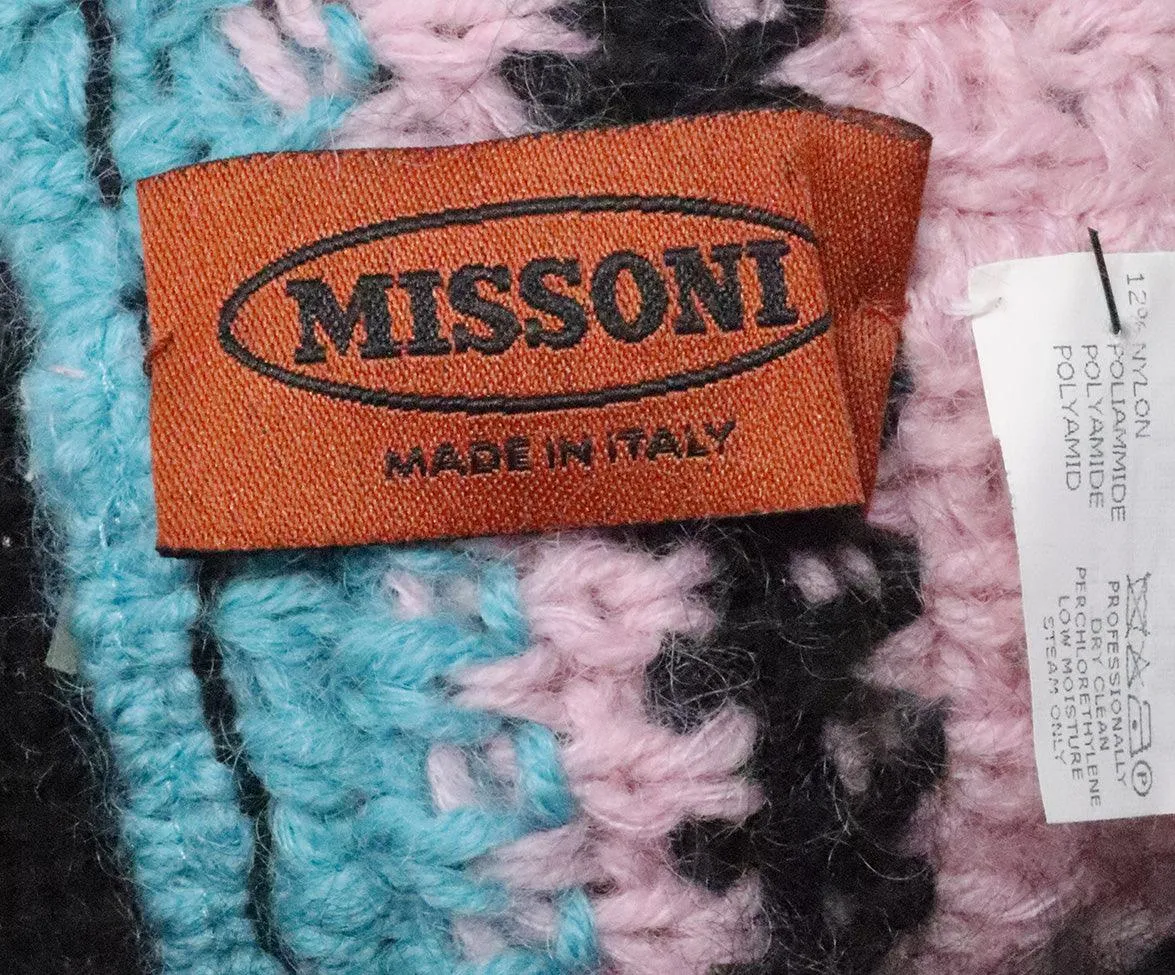 MISSONI
MADE IN ITALY
12% NYLON
POLIAMMIDE
POLYAMIDE
POLYAMID
P
PROFESSIONALLY
DRY CLEAN
PERCHLORETHYLENE
LOW MOISTURE
STEAM ONLY